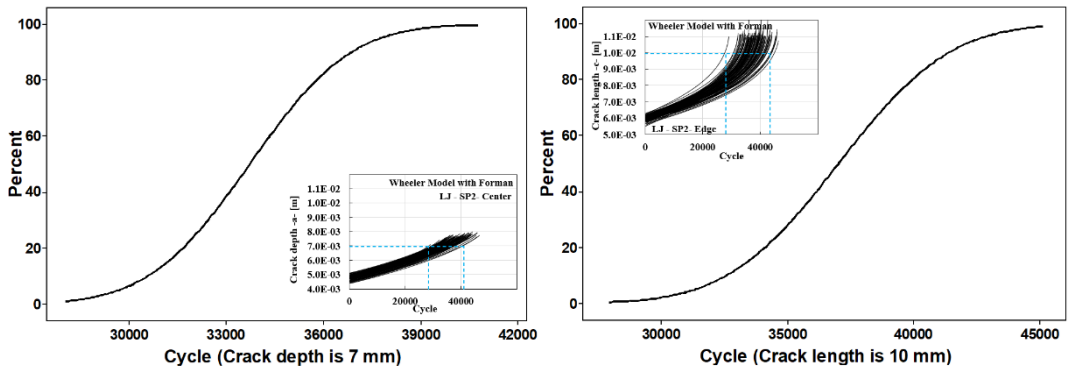 100
80
60
40
20
0
Percent
30000 33000 36000 39000 42000
Cycle (Crack depth is 7 mm)
Wheeler Model with Forman
LJ - SP2- Center
1.1E-02
1.0E-02
9.0E-03
8.0E-03
7.0E-03
6.0E-03
5.0E-03
4.0E-03
Crack depth -a- [m]
0 20000 40000
Cycle
100
80
60
40
20
0
Percent
30000 35000 40000 45000
Cycle (Crack length is 10 mm)
Wheeler Model with Forman
1.1E-02
1.0E-02
9.0E-03
8.0E-03
7.0E-03
6.0E-03
5.0E-03
Crack length -c- [m]
LJ - SP2- Edge
0 20000 40000
Cycle